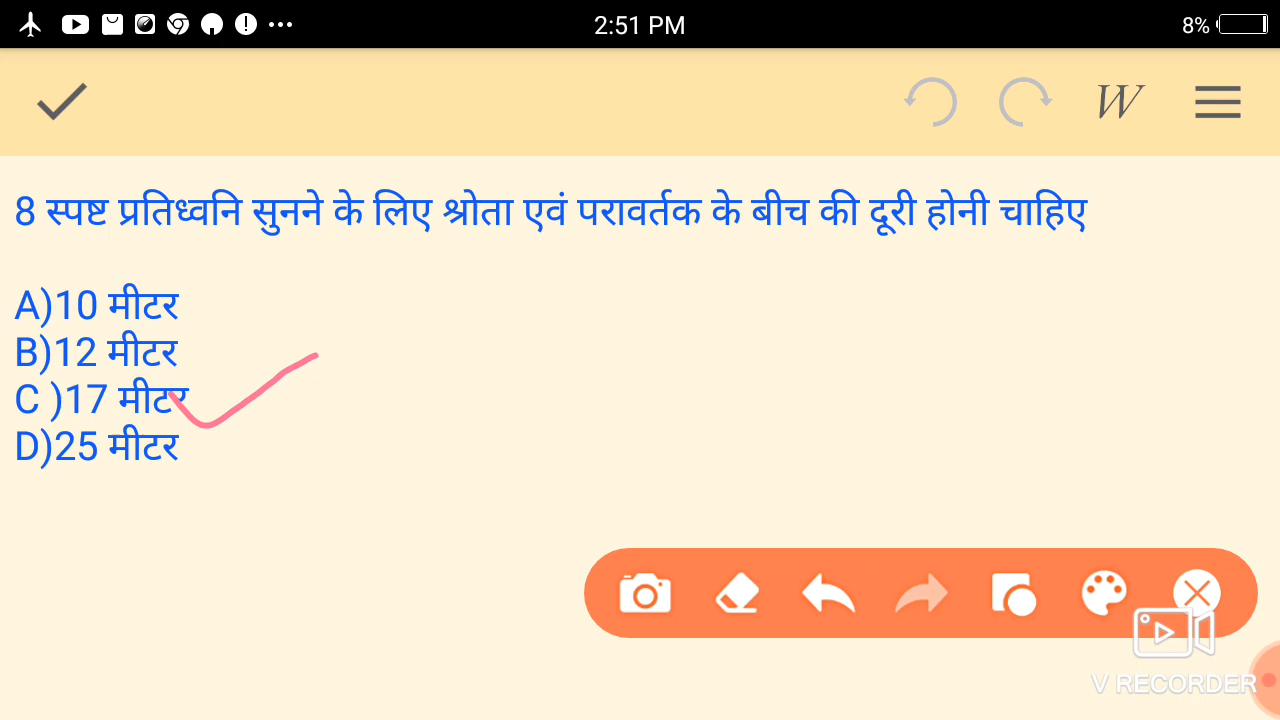 2:51 PM
8%
W
8 स्पष्ट प्रतिध्वनि सुनने के लिए श्रोता एवं परावर्तक के बीच की दूरी होनी चाहिए
A)10 मीटर
B)12 मीटर
C )17 मीटर
D)25 मीटर
V RECORDER